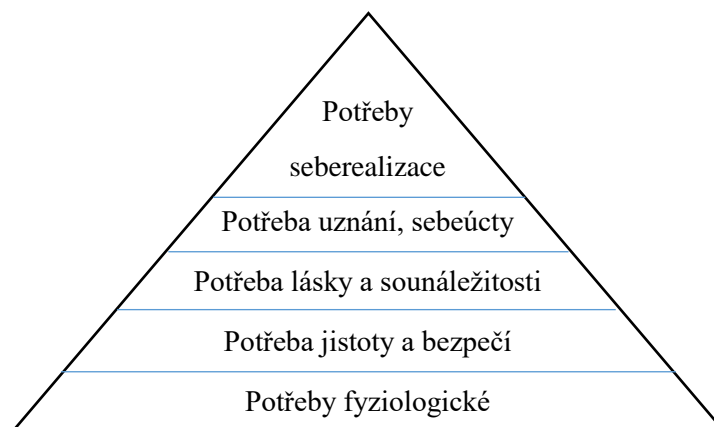 Potřeby
seberealizace
Potřeba uznání, sebeúcty
Potřeba lásky a sounáležitosti
Potřeba jistoty a bezpečí
Potřeby fyziologické